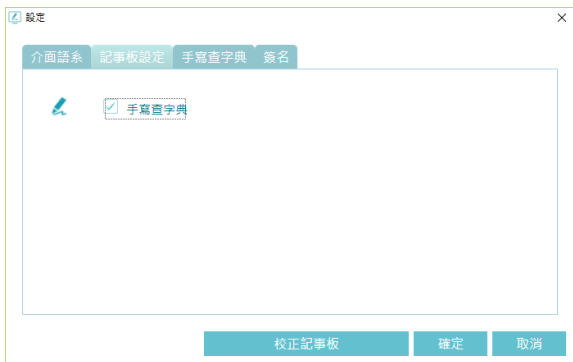 設定
介面語系 記事板設定 手寫查字典 簽名
手寫查字典
校正記事板 確定 取消